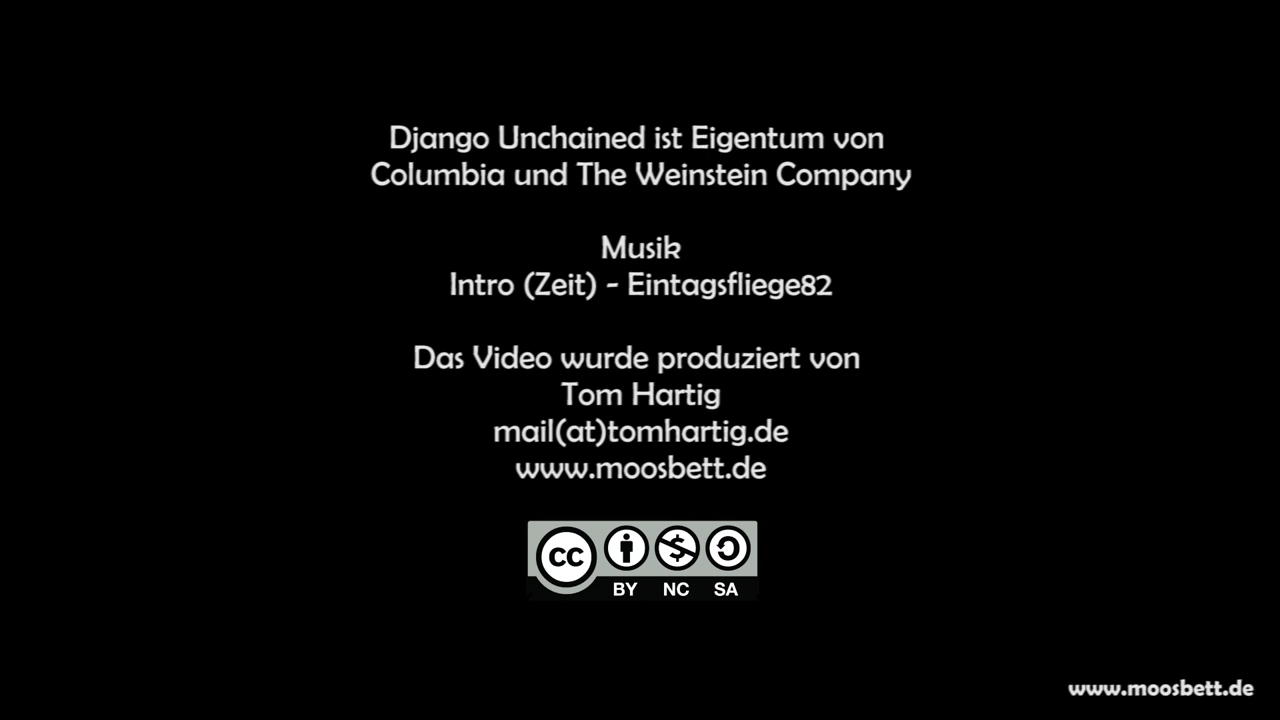 Django Unchained ist Eigentum von
Columbia und The Weinstein Company
Musik
Intro (Zeit) - Eintagsfliege82
Das Video wurde produziert von
Tom Hartig
mail(at)tomhartig.de
www.moosbett.de
cc BY NC SA
www.moosbett.de